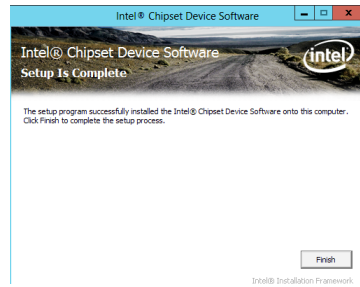 Intel® Chipset Device Software
Intel® Chipset Device Software
intel
Setup Is Complete
The setup program successfully installed the Intel® Chipset Device Software onto this computer.
Click Finish to complete the setup process.
Finish
Intel® Installation Framework